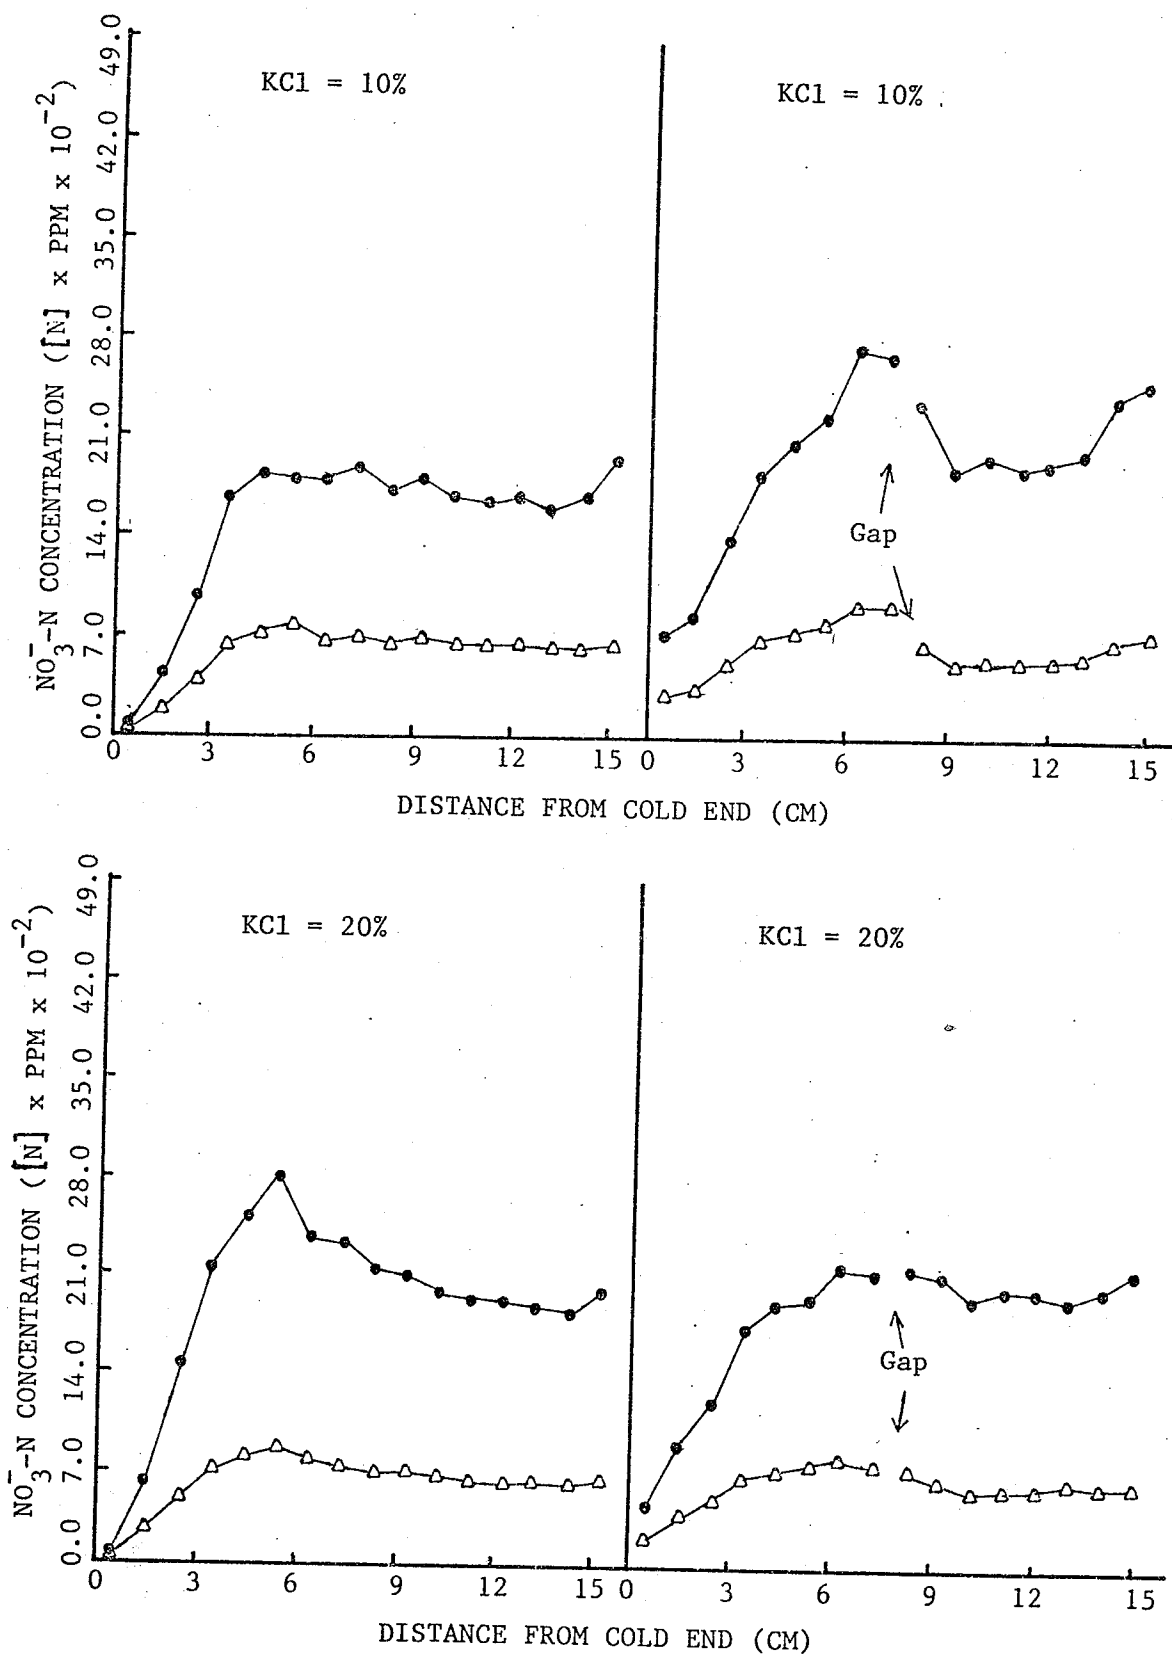 KCl = 10%
KCl = 10%
NO₃⁻-N CONCENTRATION ([N] x PPM x 10⁻²)
49.0
42.0
35.0
28.0
21.0
14.0
7.0
0.0
Gap
0 3 6 9 12 15 0 3 6 9 12 15
DISTANCE FROM COLD END (CM)
KCl = 20%
KCl = 20%
NO₃⁻-N CONCENTRATION ([N] x PPM x 10⁻²)
49.0
42.0
35.0
28.0
21.0
14.0
7.0
0.0
Gap
0 3 6 9 12 15 0 3 6 9 12 15
DISTANCE FROM COLD END (CM)